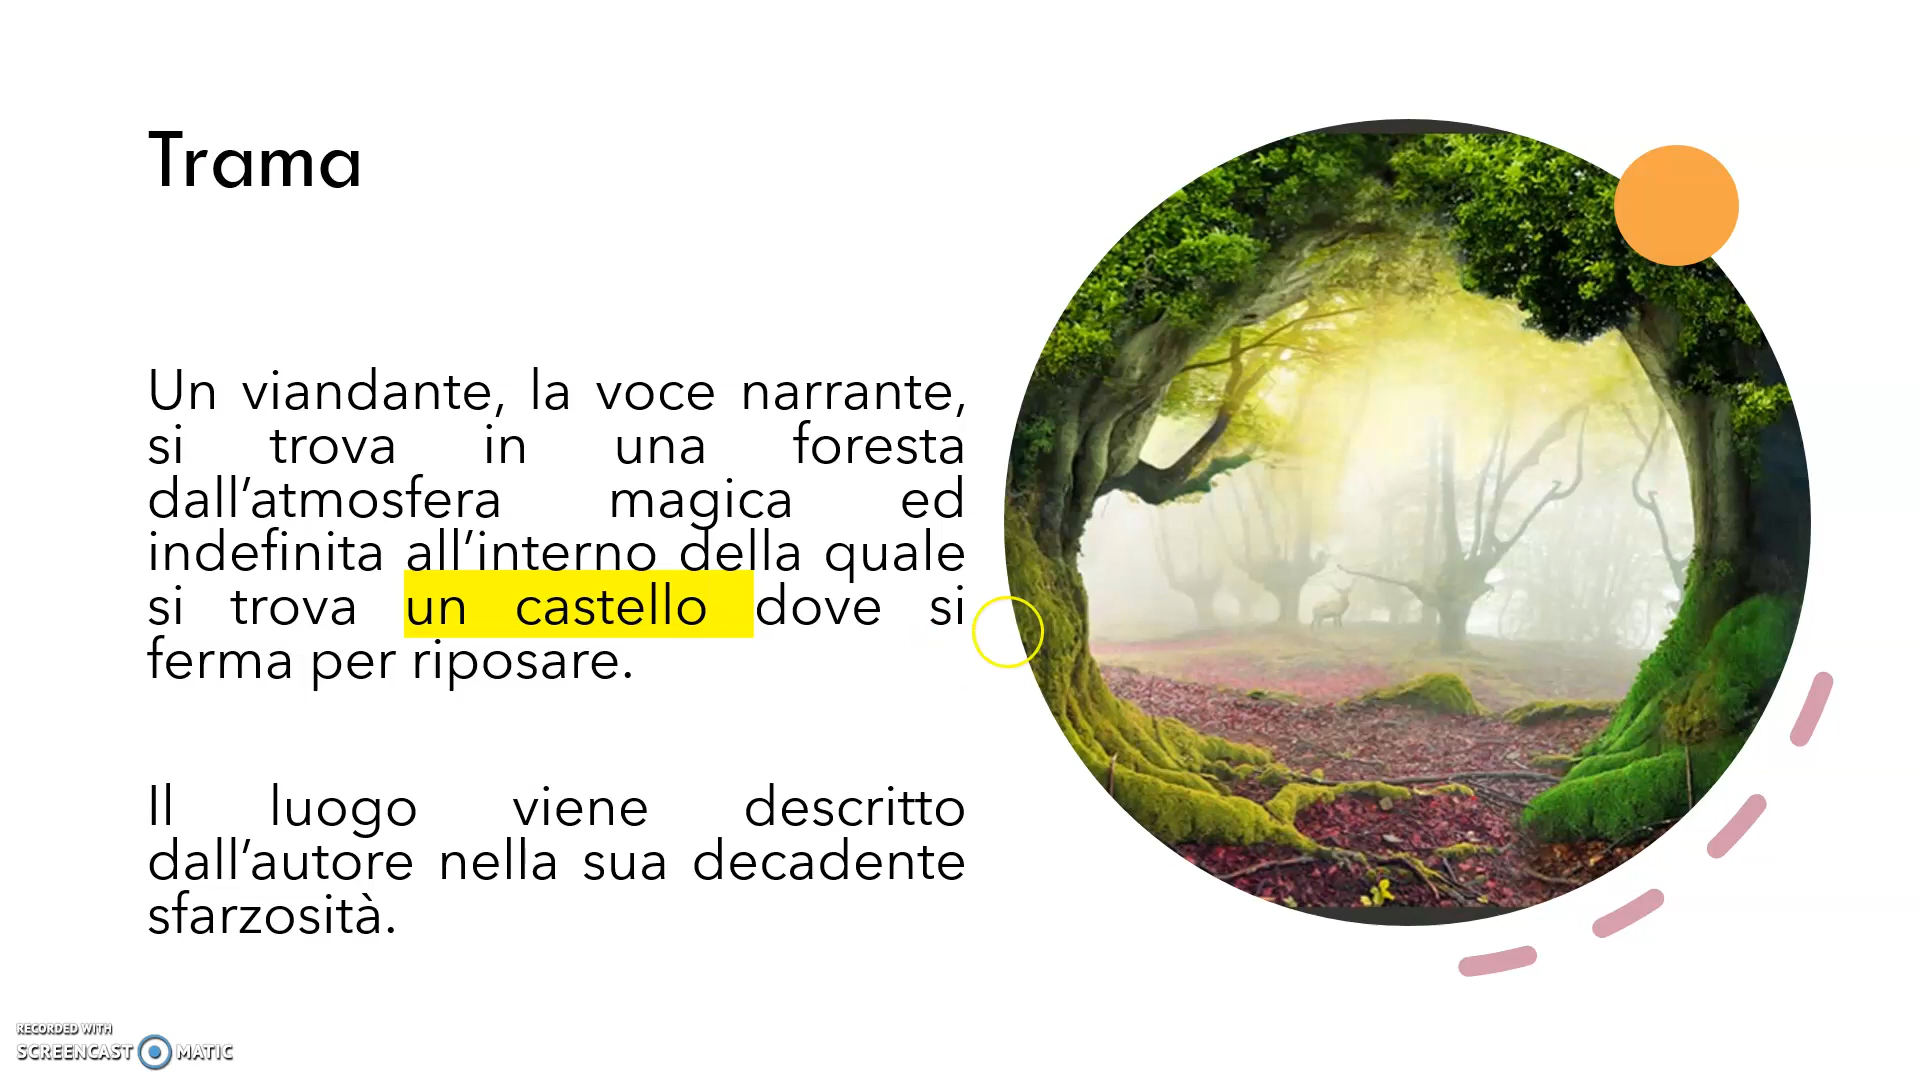 Trama
Un viandante, la voce narrante,
si trova in una foresta
dall’atmosfera magica ed
indefinita all’interno della quale
si trova un castello dove si
ferma per riposare.
Il luogo viene descritto
dall’autore nella sua decadente
sfarzosità.
RECORDED WITH
SCREENCAST MATIC